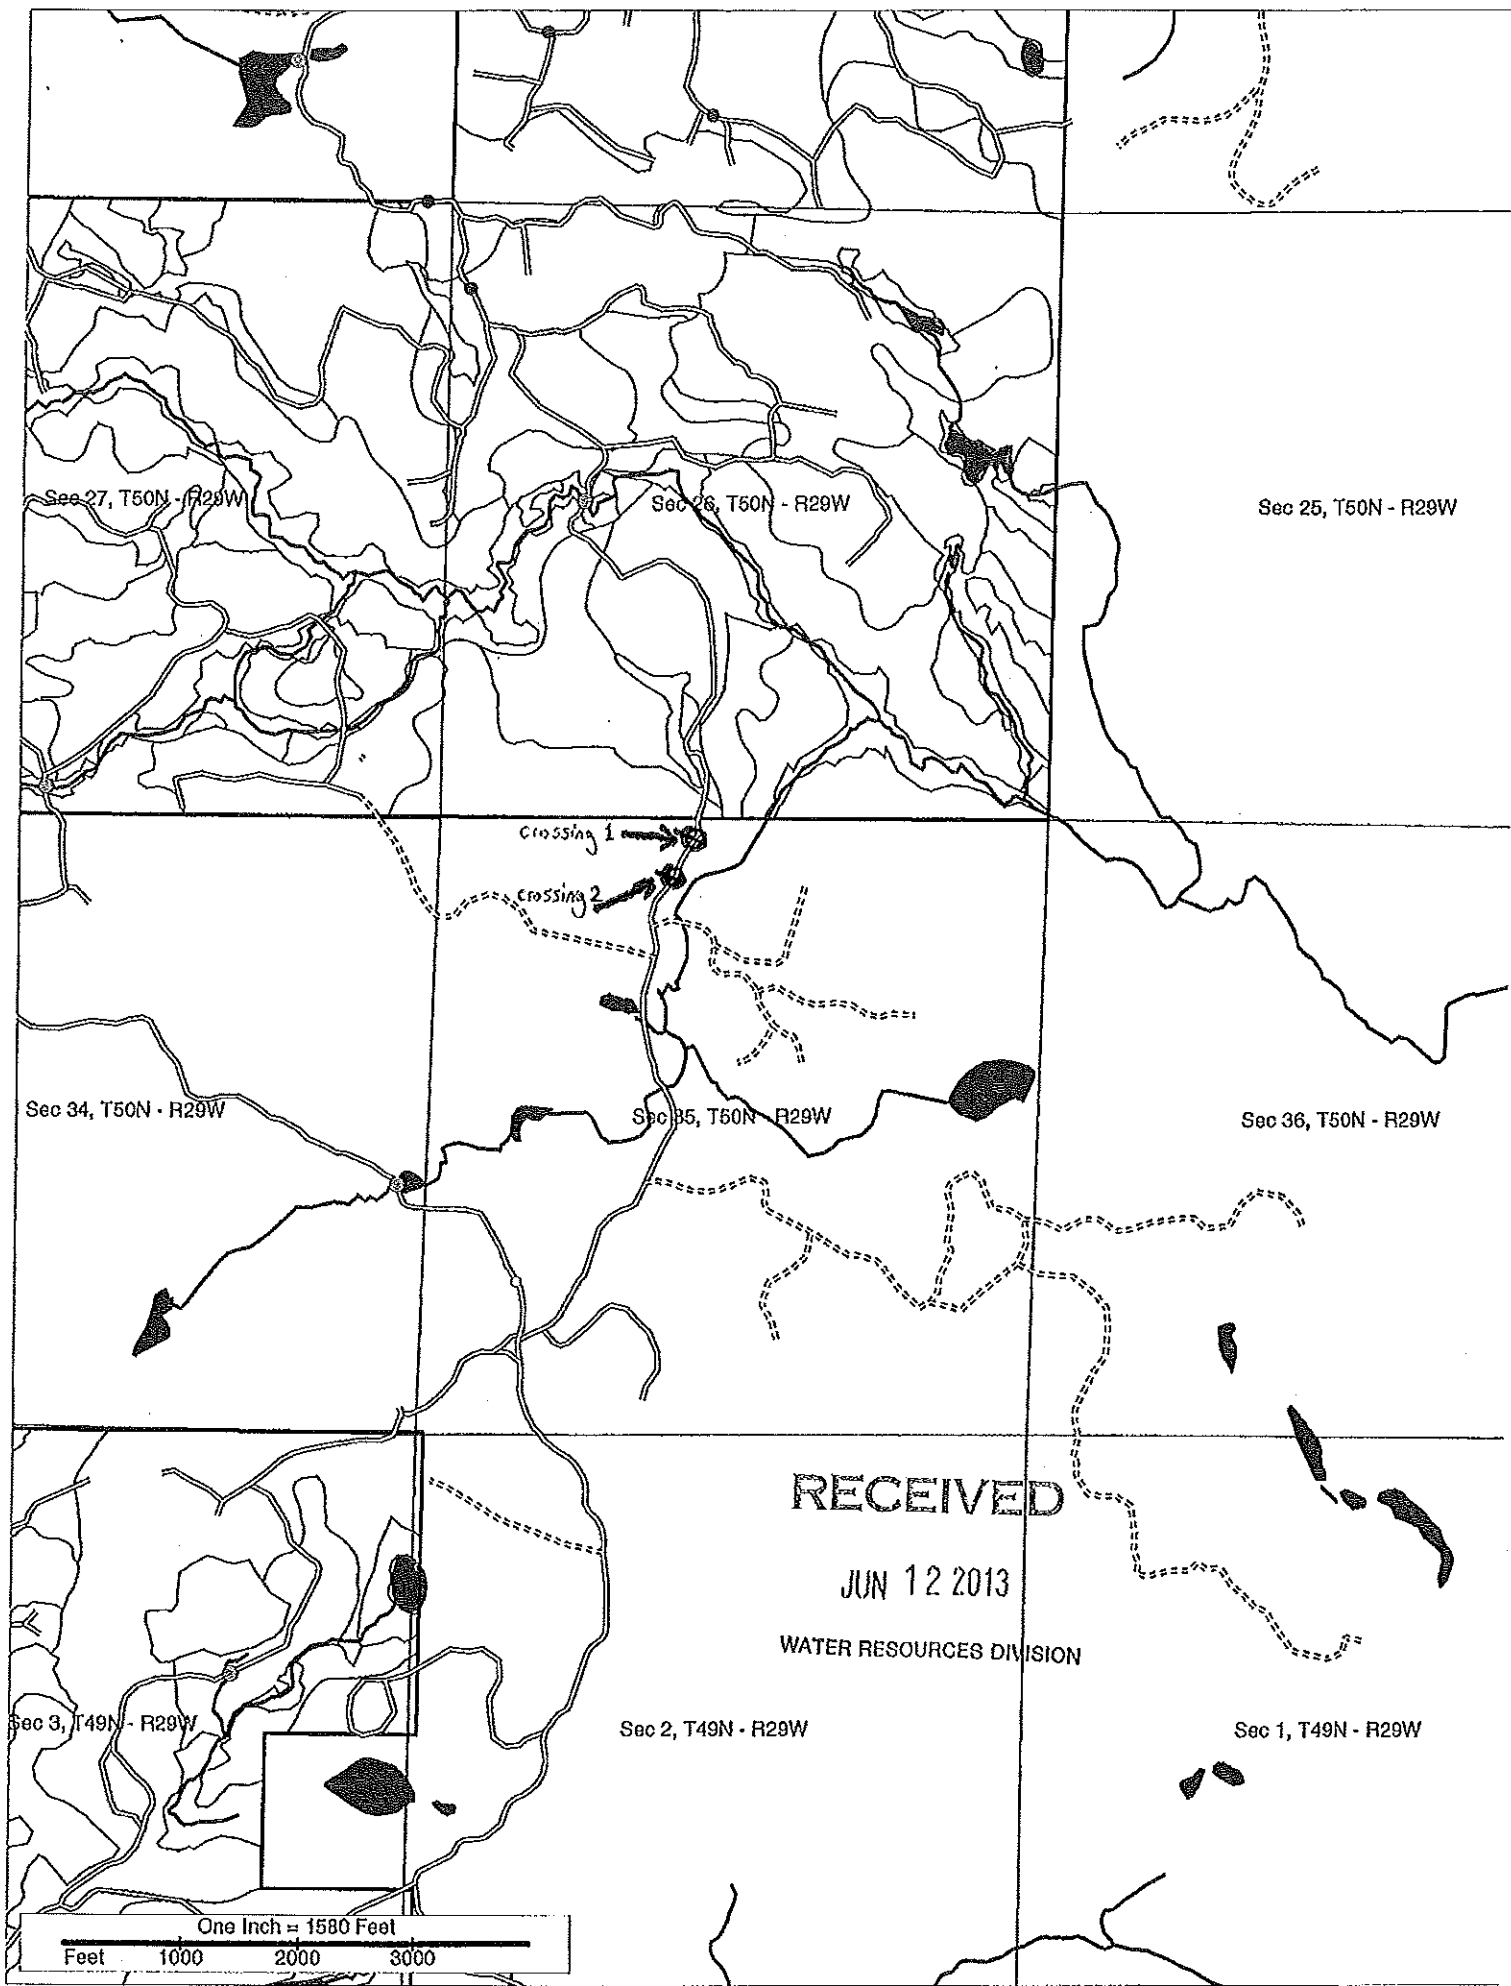 Sec 27, T50N - R29W
Sec 26, T50N - R29W
Sec 25, T50N - R29W
crossing 1
crossing 2
Sec 34, T50N - R29W
Sec 35, T50N - R29W
Sec 36, T50N - R29W
RECEIVED
JUN 12 2013
WATER RESOURCES DIVISION
Sec 3, T49N - R29W
Sec 2, T49N - R29W
Sec 1, T49N - R29W
One Inch = 1580 Feet
Feet 1000 2000 3000